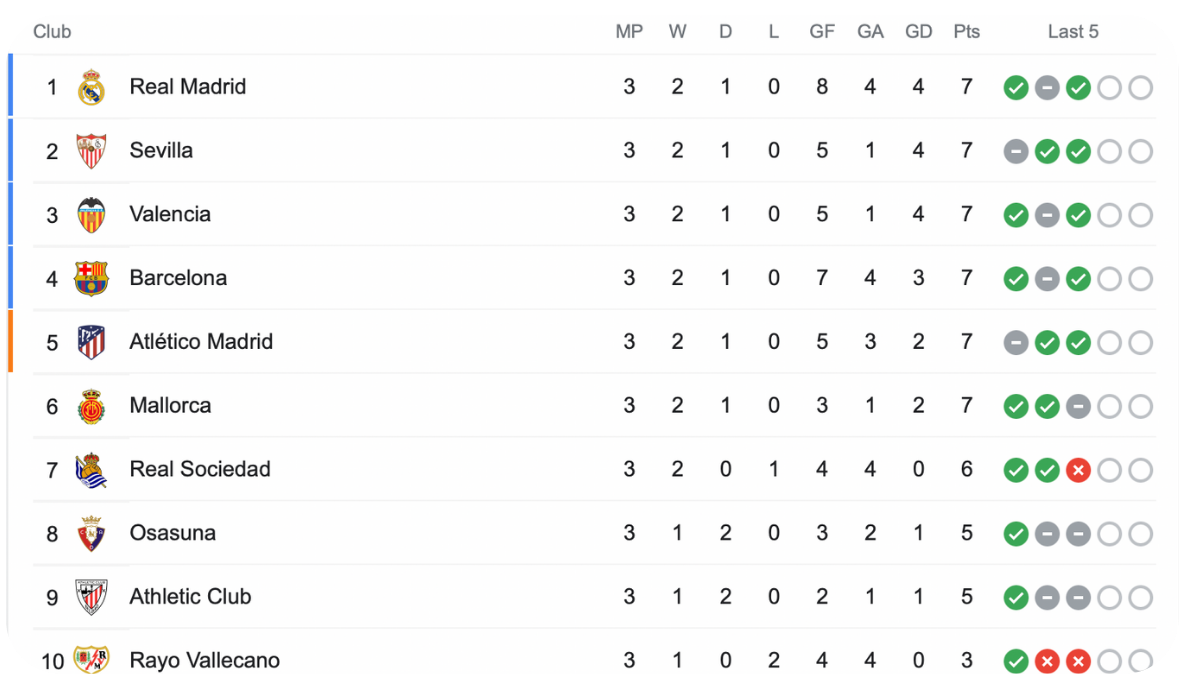 Club MP W D L GF GA GD Pts Last 5
1 Real Madrid 3 2 1 0 8 4 4 7
2 Sevilla 3 2 1 0 5 1 4 7
3 Valencia 3 2 1 0 5 1 4 7
4 Barcelona 3 2 1 0 7 4 3 7
5 Atlético Madrid 3 2 1 0 5 3 2 7
6 Mallorca 3 2 1 0 3 1 2 7
7 Real Sociedad 3 2 0 1 4 4 0 6
8 Osasuna 3 1 2 0 3 2 1 5
9 Athletic Club 3 1 2 0 2 1 1 5
10 Rayo Vallecano 3 1 0 2 4 4 0 3